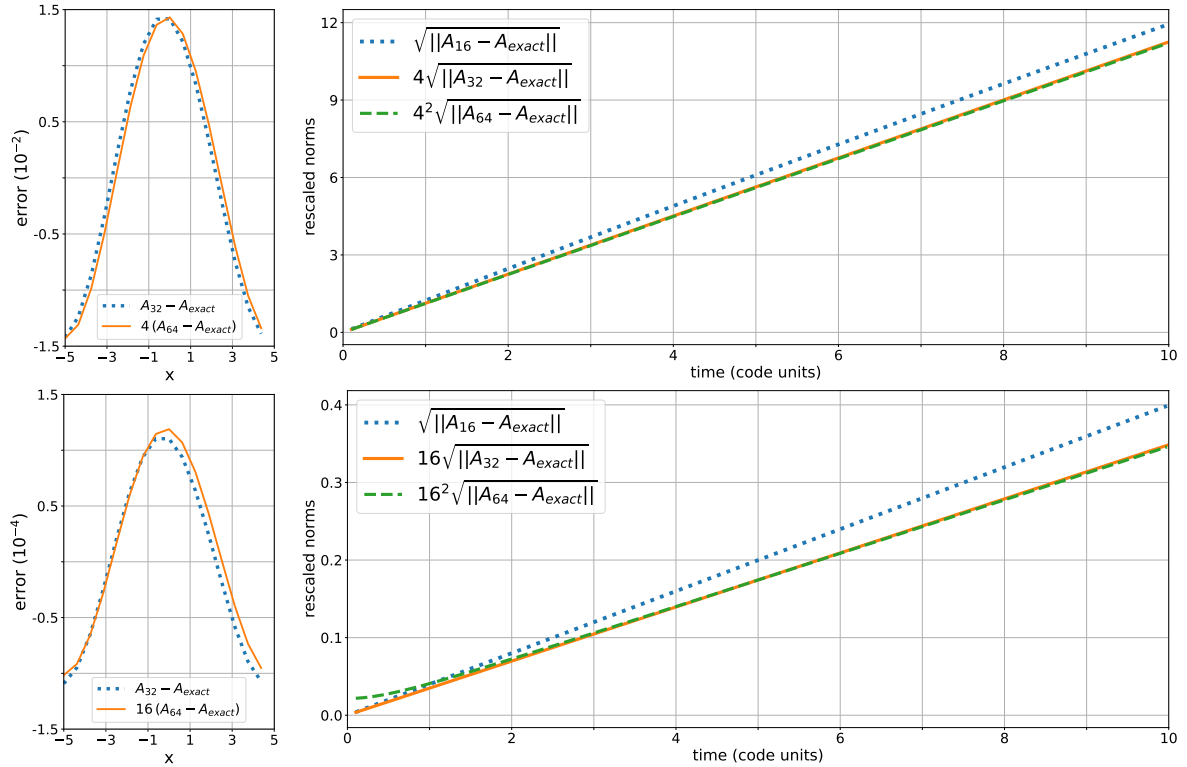 1.5
0.5
-0.5
-1.5
error (10⁻²)
A₃₂ − A_exact
4 (A₆₄ − A_exact)
−5 −3 −1 1 3 5
x
12
9
6
3
0
rescaled norms
√||A₁₆ − A_exact||
4√||A₃₂ − A_exact||
4²√||A₆₄ − A_exact||
0 2 4 6 8 10
time (code units)
1.5
0.5
-0.5
-1.5
error (10⁻⁴)
A₃₂ − A_exact
16 (A₆₄ − A_exact)
−5 −3 −1 1 3 5
x
0.4
0.3
0.2
0.1
0.0
rescaled norms
√||A₁₆ − A_exact||
16√||A₃₂ − A_exact||
16²√||A₆₄ − A_exact||
0 2 4 6 8 10
time (code units)